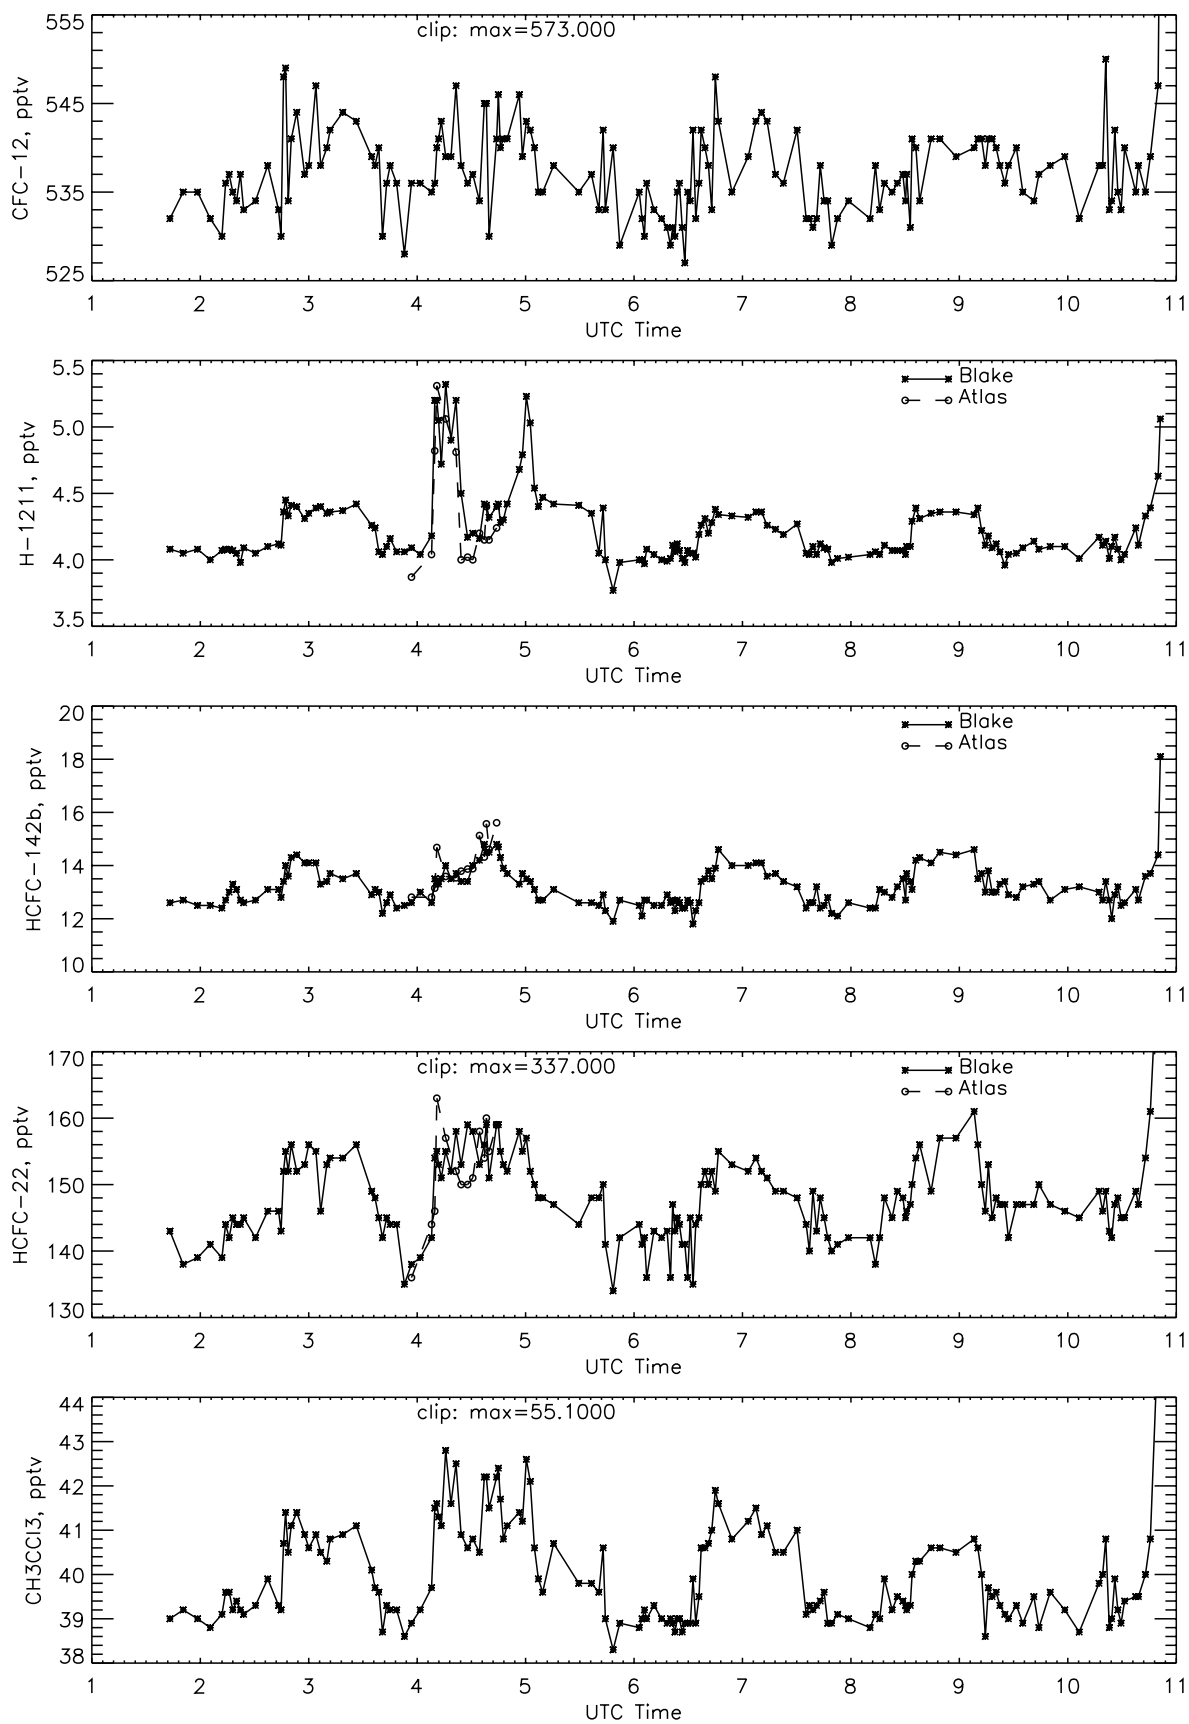 clip: max=573.000
CFC-12, pptv
555
545
535
525
1 2 3 4 5 6 7 8 9 10 11
UTC Time
Blake
Atlas
H-1211, pptv
5.5
5.0
4.5
4.0
3.5
1 2 3 4 5 6 7 8 9 10 11
UTC Time
Blake
Atlas
HCFC-142b, pptv
20
18
16
14
12
10
1 2 3 4 5 6 7 8 9 10 11
UTC Time
clip: max=337.000
Blake
Atlas
HCFC-22, pptv
170
160
150
140
130
1 2 3 4 5 6 7 8 9 10 11
UTC Time
clip: max=55.1000
CH3CCl3, pptv
44
43
42
41
40
39
38
1 2 3 4 5 6 7 8 9 10 11
UTC Time